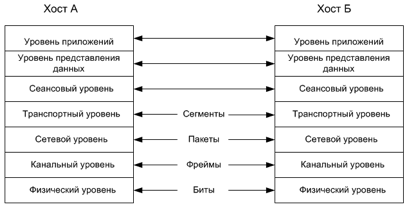 Хост А
Хост Б
Уровень приложений
Уровень приложений
Уровень представления
данных
Уровень представления
данных
Сеансовый уровень
Сеансовый уровень
Транспортный уровень
Сегменты
Транспортный уровень
Сетевой уровень
Пакеты
Сетевой уровень
Канальный уровень
Фреймы
Канальный уровень
Физический уровень
Биты
Физический уровень